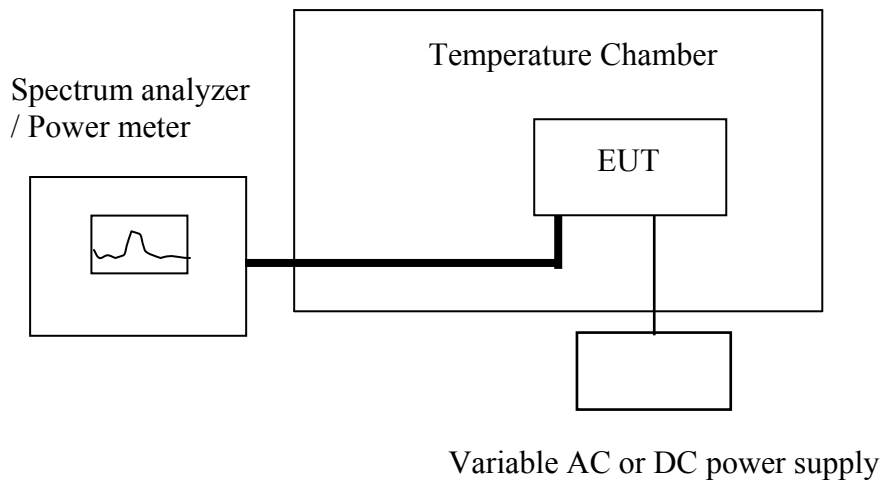 Temperature Chamber
Spectrum analyzer
/ Power meter
EUT
Variable AC or DC power supply